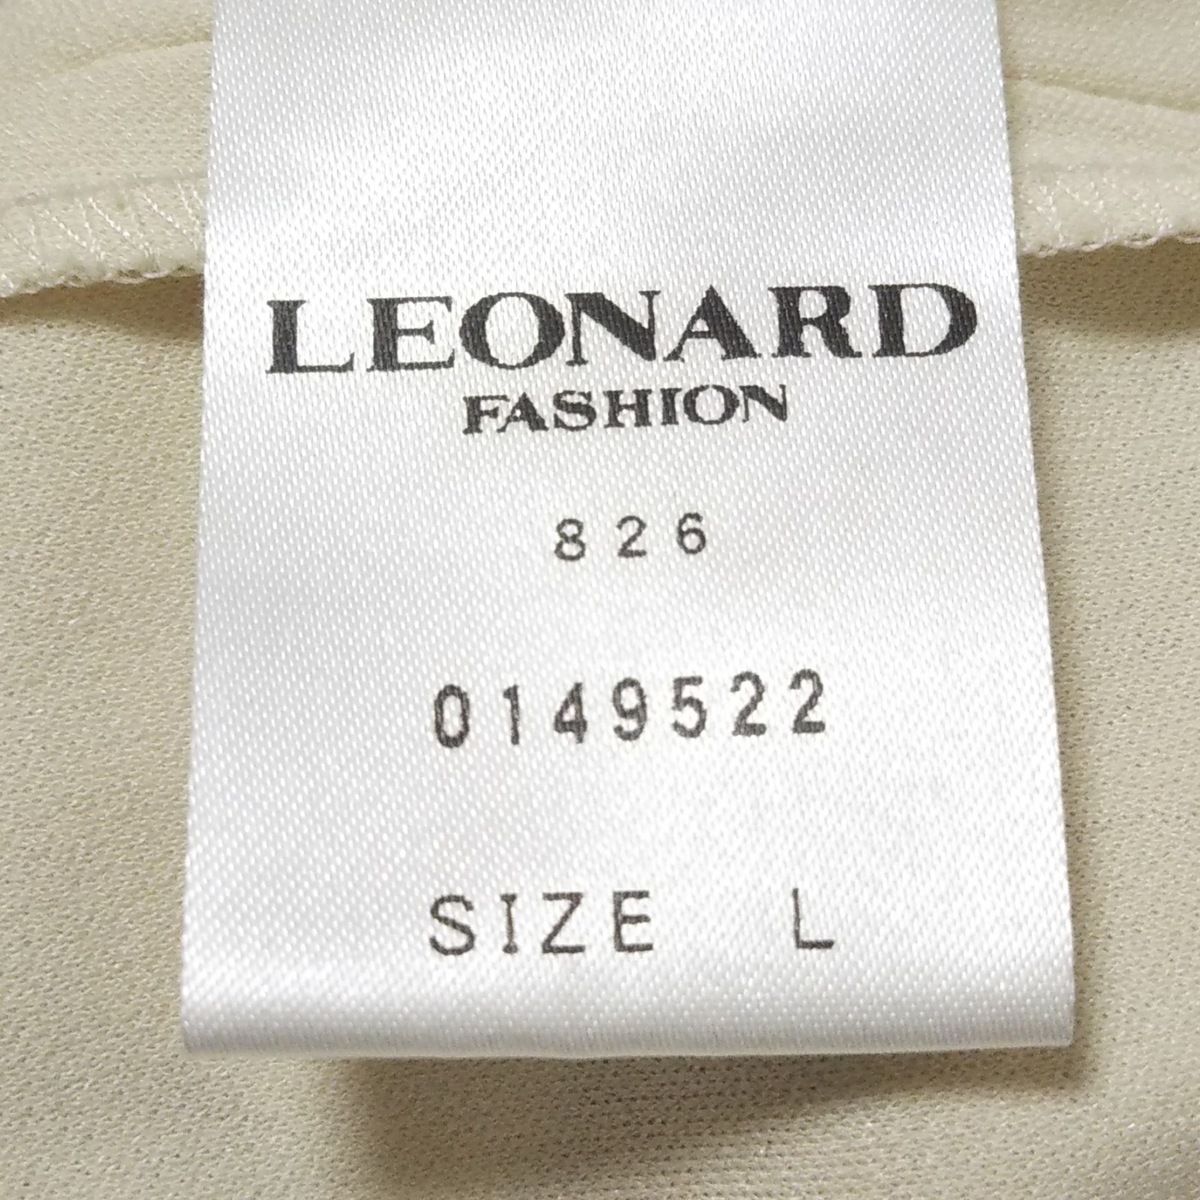 LEONARD
FASHION
826
0149522
SIZE L